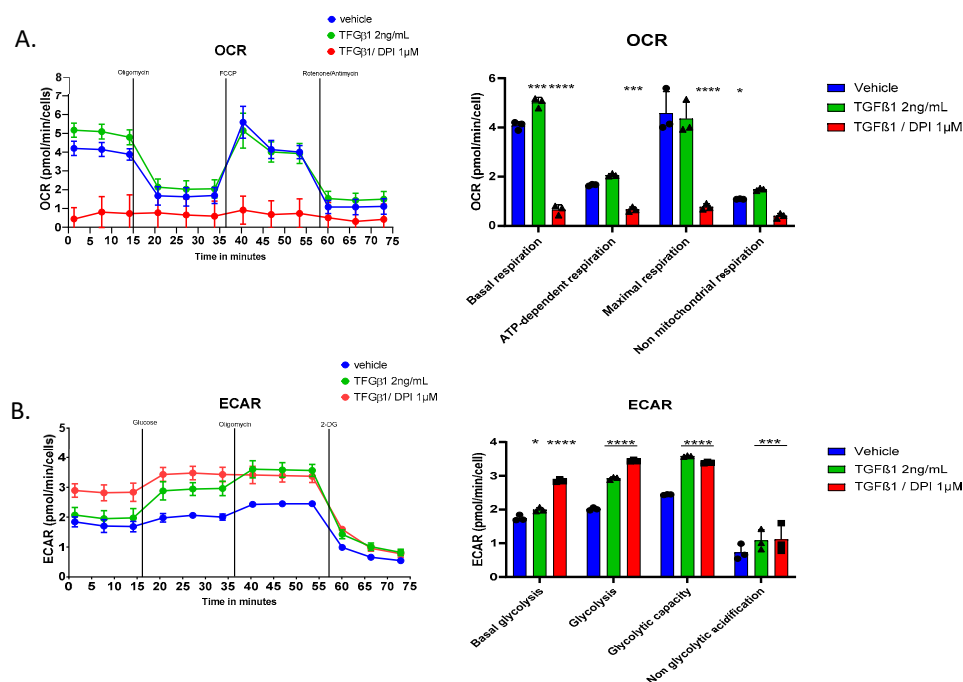 A.
OCR
vehicle
TFGβ1 2ng/mL
TFGβ1/ DPI 1µM
Oligomycin
FCCP
Rotenone/Antimycin
OCR (pmol/min/cell)
8
7
6
5
4
3
2
1
0
0 5 10 15 20 25 30 35 40 45 50 55 60 65 70 75
Time in minutes
OCR
OCR (pmol/min/cell)
6
4
2
0
*** **** *** **** *
Basal respiration
ATP-dependent respiration
Maximal respiration
Non mitochondrial respiration
Vehicle
TGFß1 2ng/mL
TGFß1 / DPI 1µM
B.
ECAR
vehicle
TFGβ1 2ng/mL
TFGβ1/ DPI 1µM
Glucose
Oligomycin
2-DG
ECAR (pmol/min/cell)
5
4
3
2
1
0
0 5 10 15 20 25 30 35 40 45 50 55 60 65 70 75
Time in minutes
ECAR
ECAR (pmol/min/cell)
4
3
2
1
0
* **** **** **** ***
Basal glycolysis
Glycolysis
Glycolytic capacity
Non glycolytic acidification
Vehicle
TGFß1 2ng/mL
TGFß1 / DPI 1µM